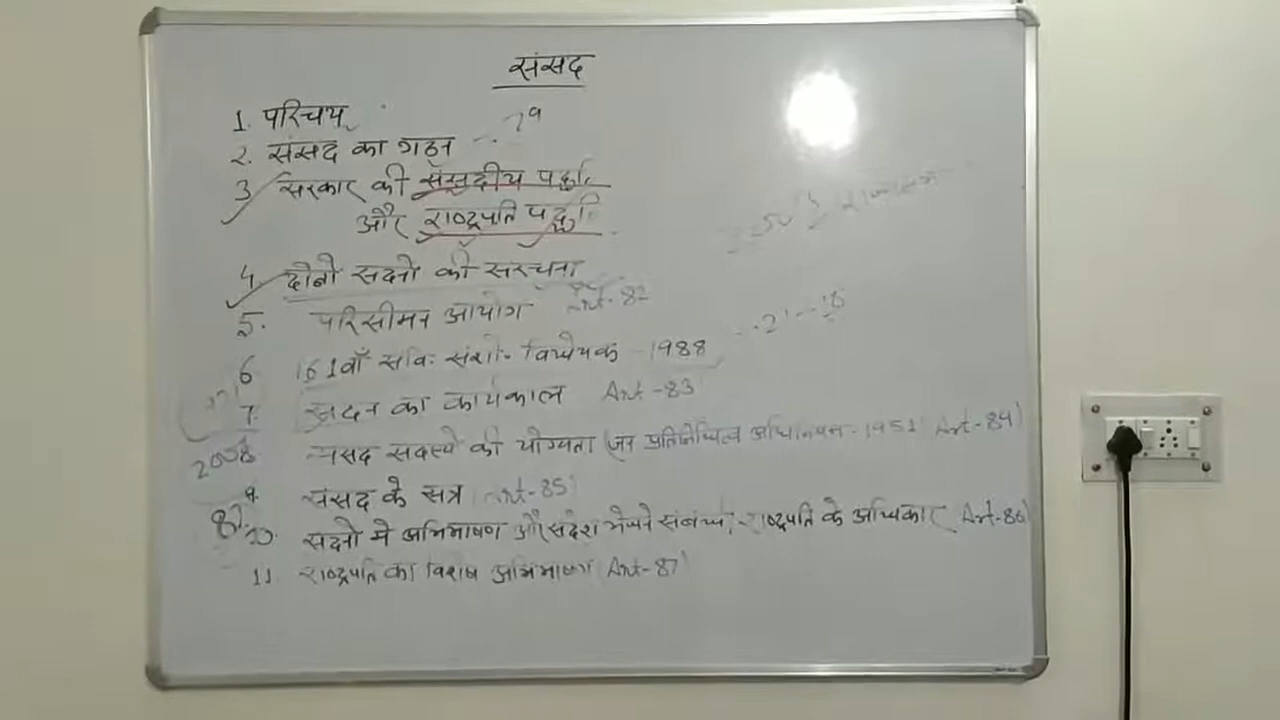 संसद
1. परिचय
2. संसद का गठन 79
3 सरकार की संसदीय पद्धति
और राष्ट्रपति पद्धति
4 दोनो सदनो की संरचना
5. परिसीमन आयोग Art-82
6 61वाँ संवि. संशो. विधेयक 1988
7. सदन का कार्यकाल Art-83
2008
संसद सदस्यो की योग्यता (जन प्रतिनिधित्व अधिनियम-1951 Art-84)
9. संसद के सत्र (Art-85)
87
10. सदनो मे अभिभाषण और संदेश भेजने संबंधी राष्ट्रपति के अधिकार Art-86)
11. राष्ट्रपति का विशेष अभिभाषण (Art-87)